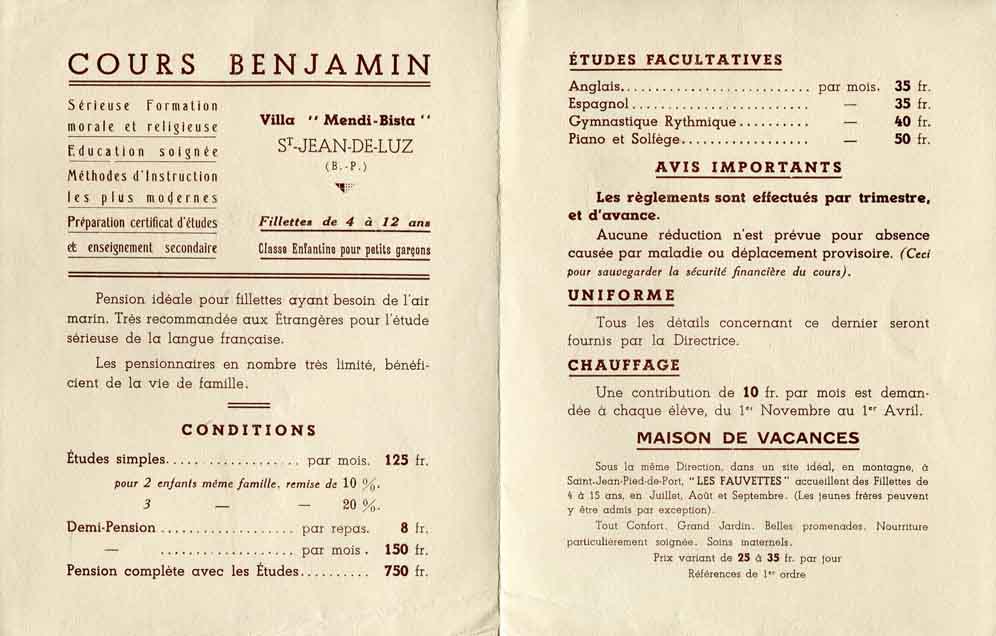 COURS BENJAMIN
Sérieuse Formation
morale et religieuse
Education soignée
Méthodes d'Instruction
les plus modernes
Préparation certificat d'études
et enseignement secondaire
Villa "Mendi-Bista"
ST-JEAN-DE-LUZ
(B.-P.)
Fillettes de 4 à 12 ans
Classe Enfantine pour petits garçons
Pension idéale pour fillettes ayant besoin de l'air
marin. Très recommandée aux Étrangères pour l'étude
sérieuse de la langue française.
Les pensionnaires en nombre très limité, bénéfi-
cient de la vie de famille.
CONDITIONS
Études simples.................. par mois. 125 fr.
pour 2 enfants même famille. remise de 10 %.
3 — — 20 %.
Demi-Pension .................. par repas. 8 fr.
— .................. par mois. 150 fr.
Pension complète avec les Études.......... 750 fr.
ÉTUDES FACULTATIVES
Anglais.......................... par mois. 35 fr.
Espagnol........................ — 35 fr.
Gymnastique Rythmique.......... — 40 fr.
Piano et Solfège................. — 50 fr.
AVIS IMPORTANTS
Les règlements sont effectués par trimestre,
et d'avance.
Aucune réduction n'est prévue pour absence
causée par maladie ou déplacement provisoire. (Ceci
pour sauvegarder la sécurité financière du cours).
UNIFORME
Tous les détails concernant ce dernier seront
fournis par la Directrice.
CHAUFFAGE
Une contribution de 10 fr. par mois est deman-
dée à chaque élève, du 1er Novembre au 1er Avril.
MAISON DE VACANCES
Sous la même Direction, dans un site idéal, en montagne, à
Saint-Jean-Pied-de-Port, "LES FAUVETTES" accueillent des Fillettes de
4 à 15 ans, en Juillet, Août et Septembre. (Les jeunes frères peuvent
y être admis par exception).
Tout Confort. Grand Jardin. Belles promenades. Nourriture
particulièrement soignée. Soins maternels.
Prix variant de 25 à 35 fr. par jour
Références de 1er ordre